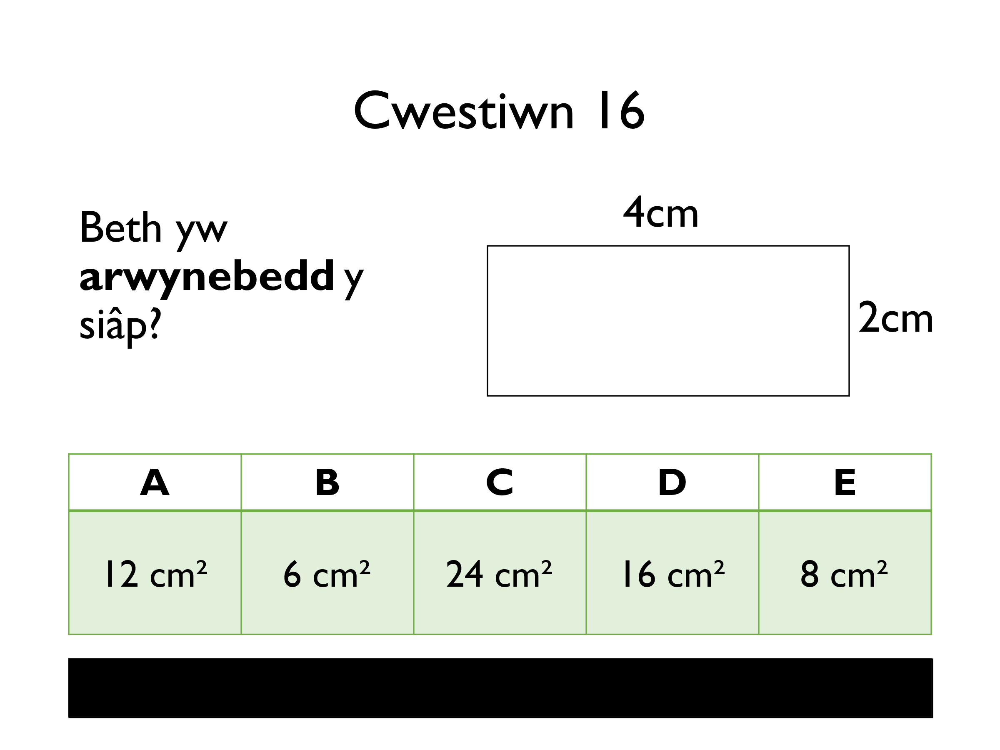 Cwestiwn 16
4cm
Beth yw
arwynebedd y
siâp?
2cm
A B C D E
12 cm² 6 cm² 24 cm² 16 cm² 8 cm²